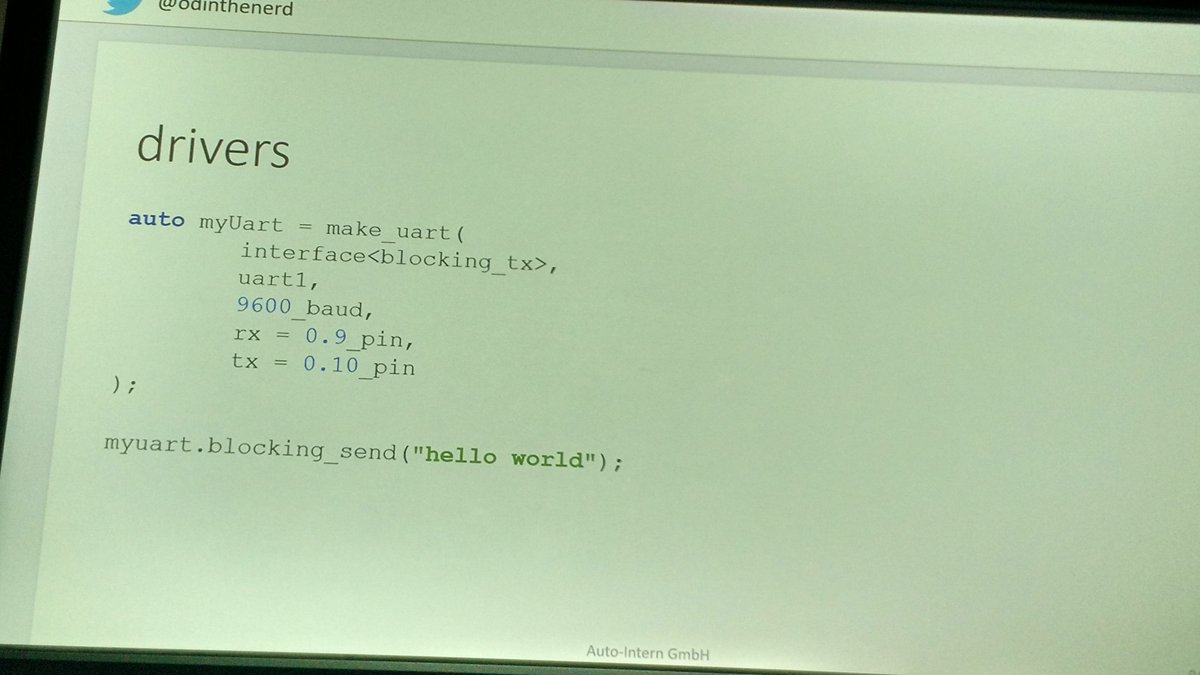 @odinthenerd
drivers
auto myUart = make_uart(
interface<blocking_tx>,
uart1,
9600_baud,
rx = 0.9_pin,
tx = 0.10_pin
);
myuart.blocking_send("hello world");
Auto-Intern GmbH